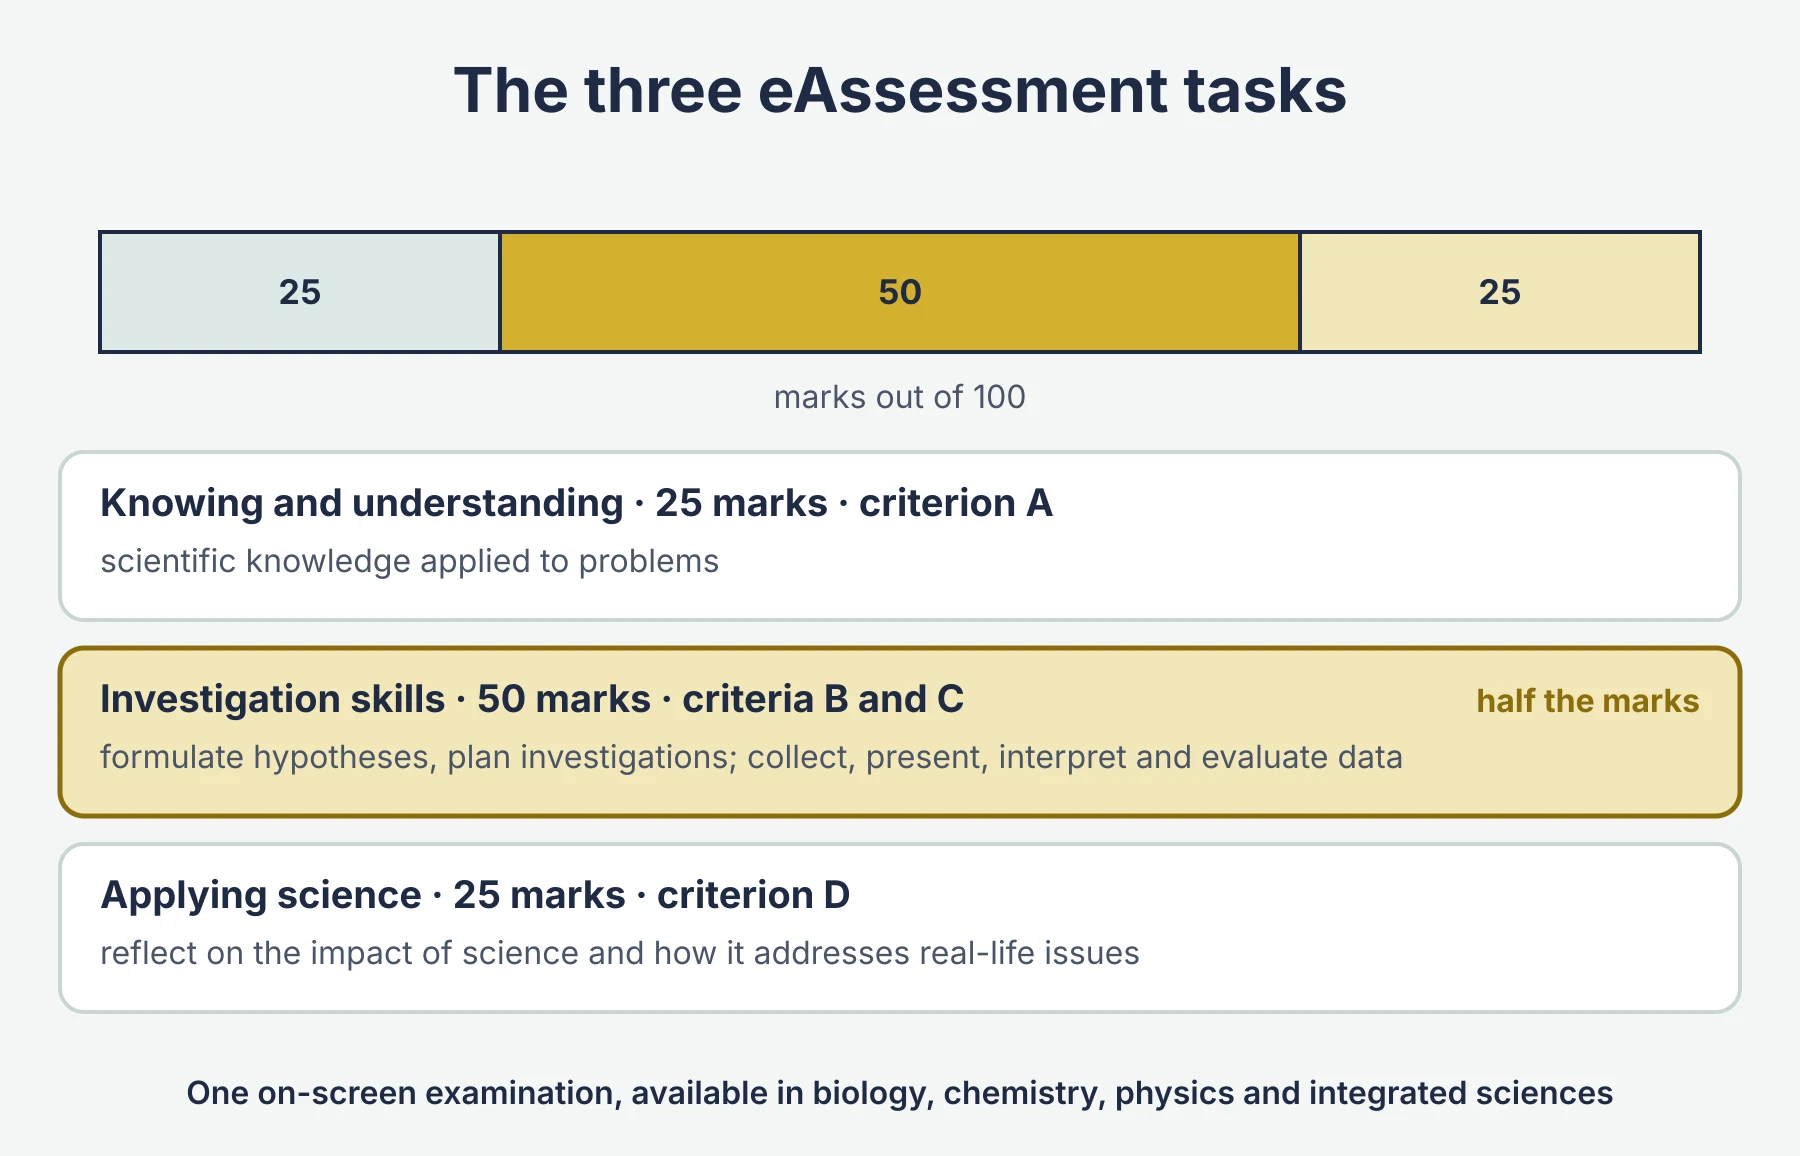 The three eAssessment tasks
25 50 25
marks out of 100
Knowing and understanding · 25 marks · criterion A
scientific knowledge applied to problems
Investigation skills · 50 marks · criteria B and C half the marks
formulate hypotheses, plan investigations; collect, present, interpret and evaluate data
Applying science · 25 marks · criterion D
reflect on the impact of science and how it addresses real-life issues
One on-screen examination, available in biology, chemistry, physics and integrated sciences